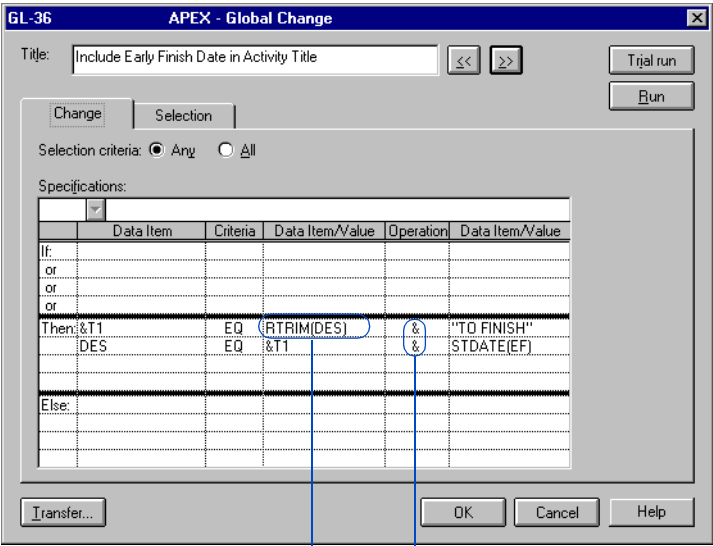 GL-36 APEX - Global Change
Title: Include Early Finish Date in Activity Title << >> Trial run
Run
Change Selection
Selection criteria: Any All
Specifications:
Data Item Criteria Data Item/Value Operation Data Item/Value
If:
or
or
or
Then: &T1 EQ RTRIM(DES) & "TO FINISH"
DES EQ &T1 & STDATE(EF)
Else:
Transfer... OK Cancel Help